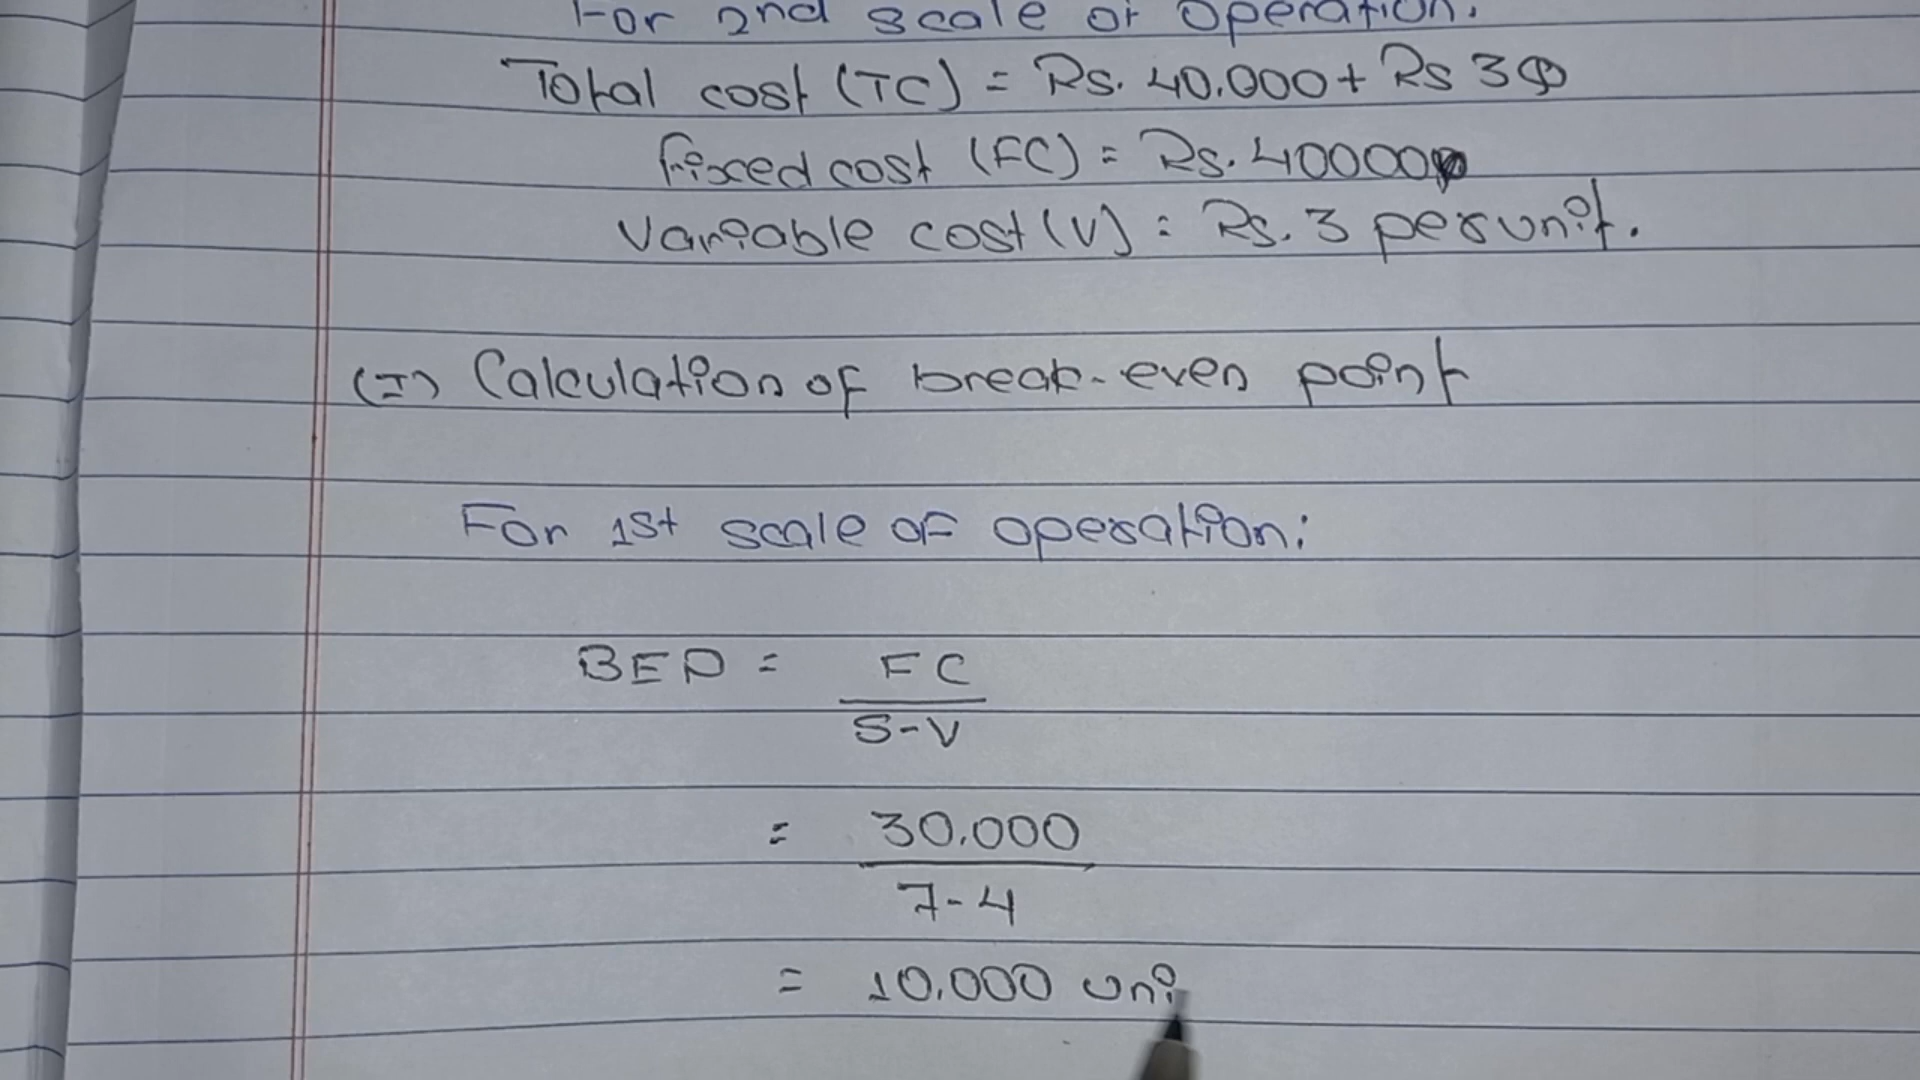 For 2nd scale of operation.
Total cost (TC) = Rs. 40.000 + Rs 3Q
Fixed cost (FC) = Rs. 40000
Variable cost (V) = Rs. 3 per unit.
(I) Calculation of break-even point
For 1st scale of operation:
BEP = FC
S-V
= 30.000
7-4
= 10.000 uni